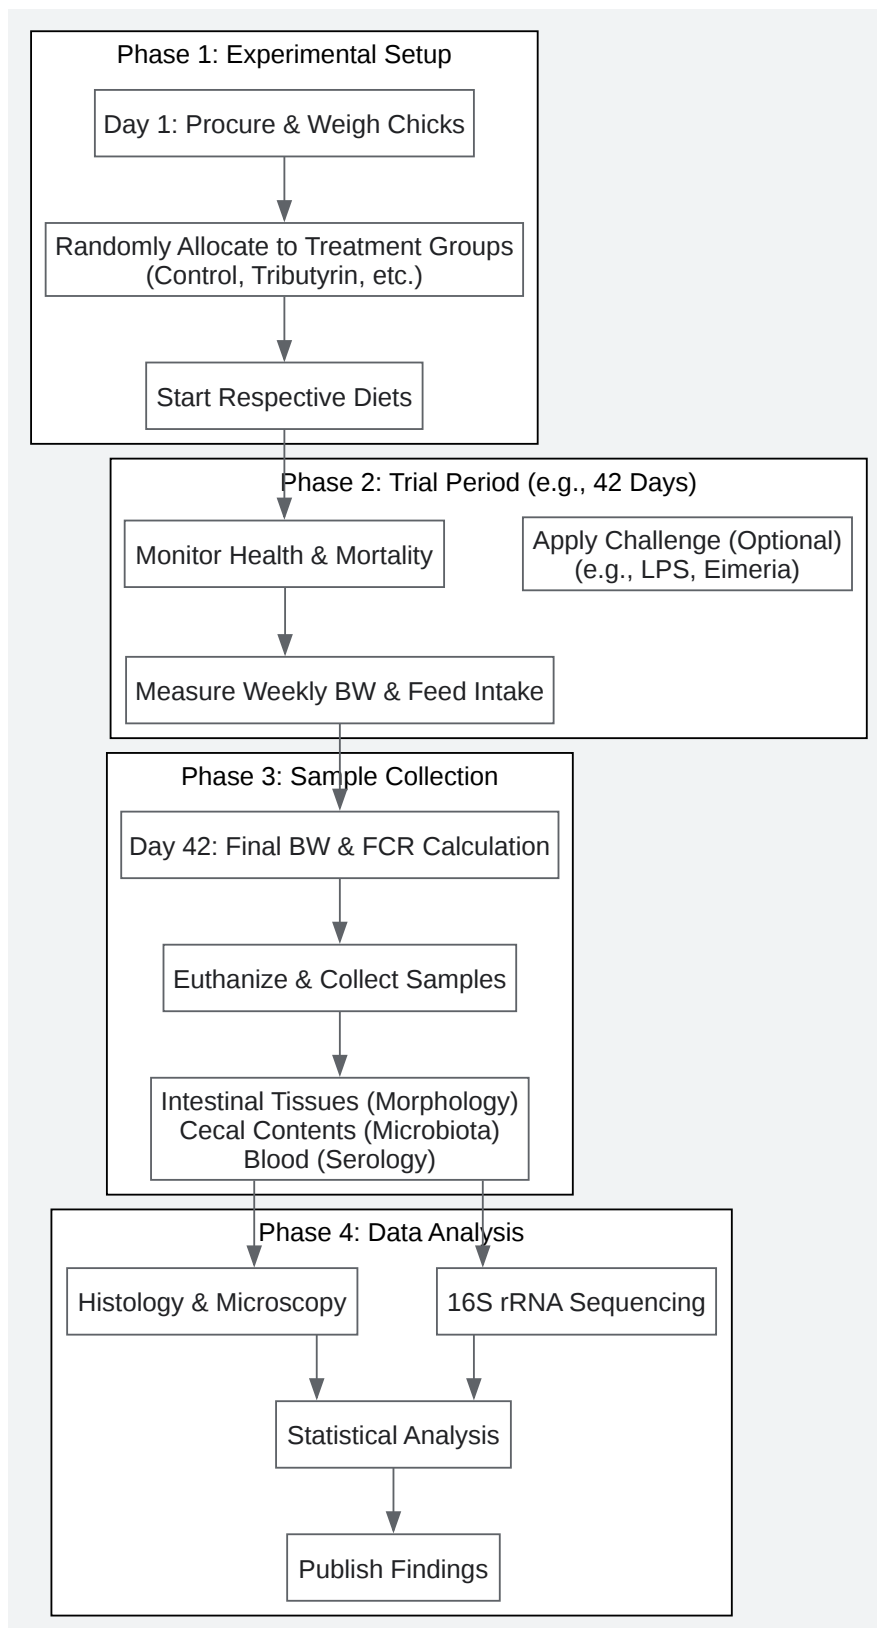 Phase 1: Experimental Setup
Day 1: Procure & Weigh Chicks
Randomly Allocate to Treatment Groups
(Control, Tributyrin, etc.)
Start Respective Diets
Phase 2: Trial Period (e.g., 42 Days)
Monitor Health & Mortality
Apply Challenge (Optional)
(e.g., LPS, Eimeria)
Measure Weekly BW & Feed Intake
Phase 3: Sample Collection
Day 42: Final BW & FCR Calculation
Euthanize & Collect Samples
Intestinal Tissues (Morphology)
Cecal Contents (Microbiota)
Blood (Serology)
Phase 4: Data Analysis
Histology & Microscopy
16S rRNA Sequencing
Statistical Analysis
Publish Findings